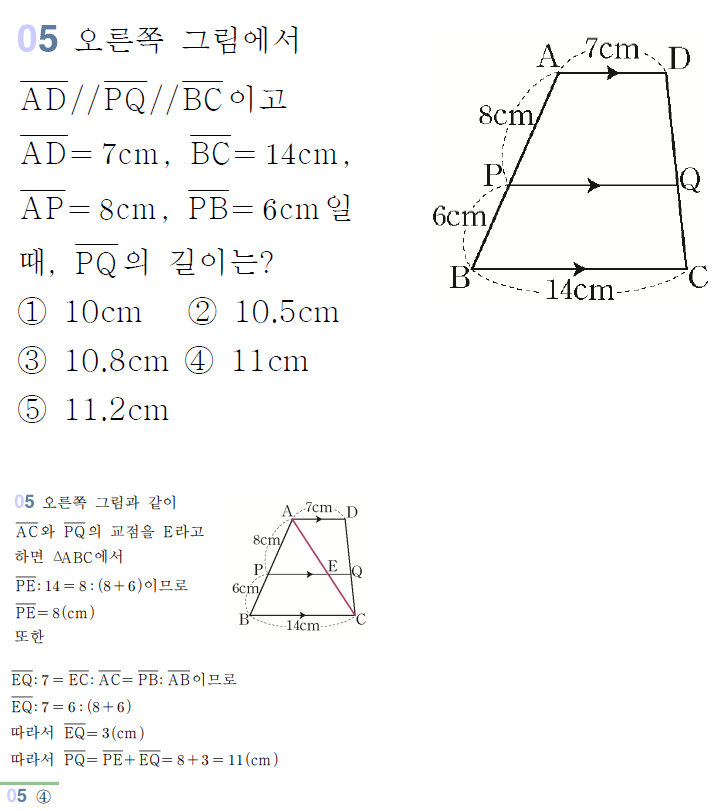 05 오른쪽 그림에서
AD//PQ//BC이고
AD=7cm, BC=14cm,
AP=8cm, PB=6cm일
때, PQ의 길이는?
① 10cm ② 10.5cm
③ 10.8cm ④ 11cm
⑤ 11.2cm
7cm
A
D
8cm
P
Q
6cm
B
C
14cm
05 오른쪽 그림과 같이
AC와 PQ의 교점을 E라고
하면 △ABC에서
PE:14=8:(8+6)이므로
PE=8(cm)
또한
7cm
A
D
8cm
P
E
Q
6cm
B
C
14cm
EQ:7=EC:AC=PB:AB이므로
EQ:7=6:(8+6)
따라서 EQ=3(cm)
따라서 PQ=PE+EQ=8+3=11(cm)
05 ④